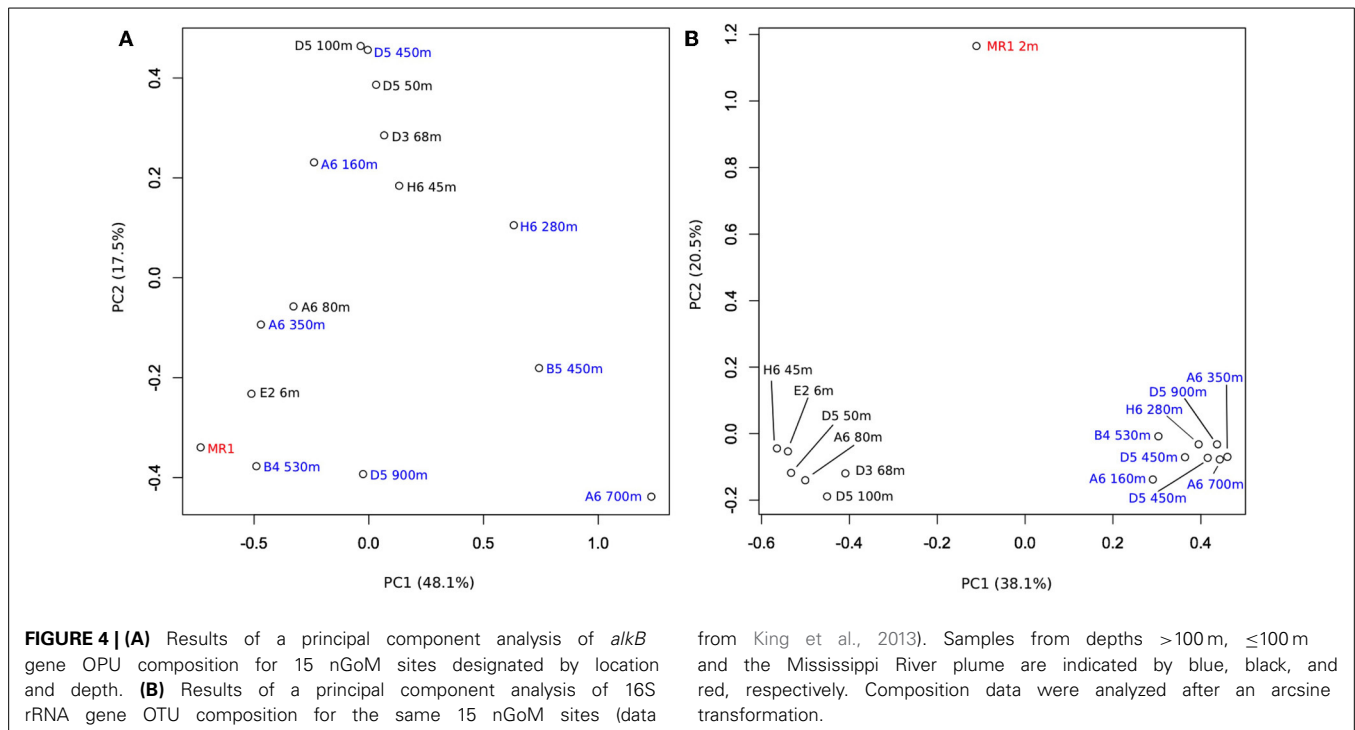 A
D5 100m
D5 450m
D5 50m
D3 68m
A6 160m
H6 45m
H6 280m
A6 80m
A6 350m
B5 450m
E2 6m
MR1
B4 530m
D5 900m
A6 700m
0.4
0.2
0.0
-0.2
-0.4
PC2 (17.5%)
-0.5 0.0 0.5 1.0
PC1 (48.1%)
B
MR1 2m
H6 45m
E2 6m
D5 50m
A6 80m
D3 68m
D5 100m
A6 350m
D5 900m
H6 280m
B4 530m
D5 450m
A6 160m
A6 700m
D5 450m
1.2
1.0
0.8
0.6
0.4
0.2
0.0
-0.2
PC2 (20.5%)
-0.6 -0.4 -0.2 0.0 0.2 0.4
PC1 (38.1%)
FIGURE 4 | (A) Results of a principal component analysis of alkB
gene OPU composition for 15 nGoM sites designated by location
and depth. (B) Results of a principal component analysis of 16S
rRNA gene OTU composition for the same 15 nGoM sites (data
from King et al., 2013). Samples from depths >100 m, ≤100 m
and the Mississippi River plume are indicated by blue, black, and
red, respectively. Composition data were analyzed after an arcsine
transformation.